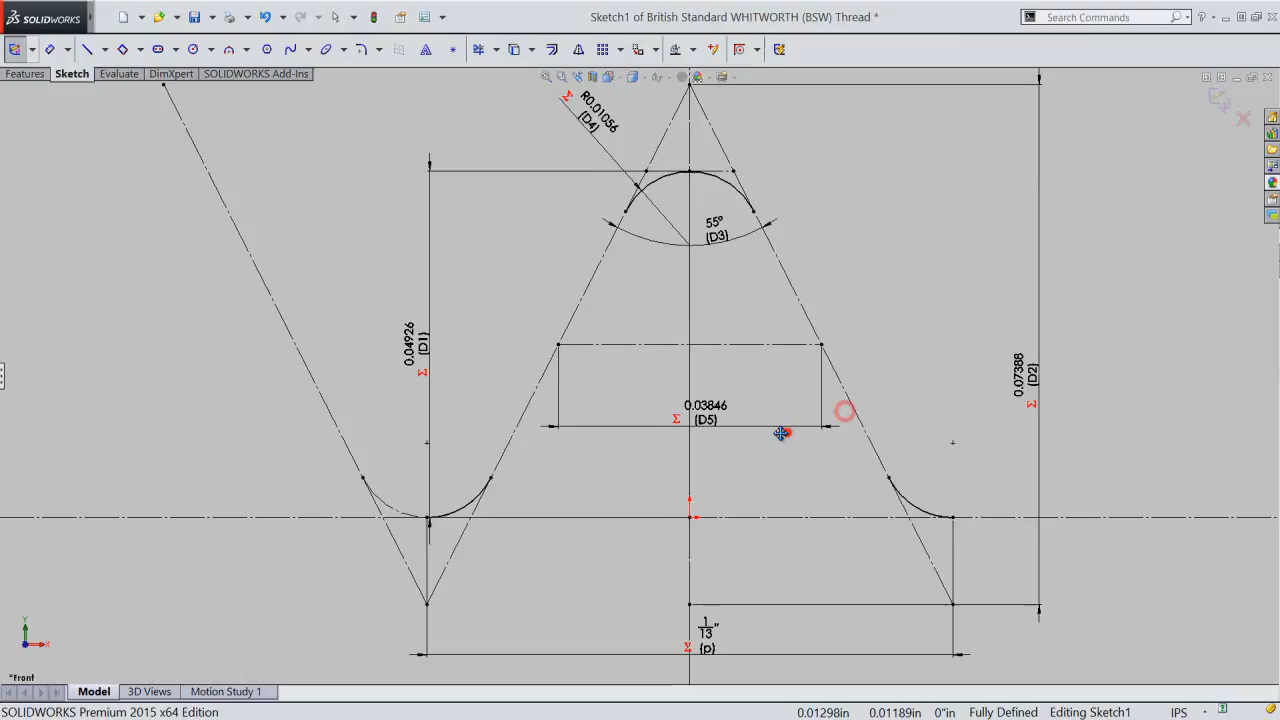 SOLIDWORKS
Sketch1 of British Standard WHITWORTH (BSW) Thread *
Search Commands
Features Sketch Evaluate DimXpert SOLIDWORKS Add-Ins
Σ R0.01056
(D4)
55°
(D3)
0.04926
(D1)
Σ
0.07388
(D2)
Σ
0.03846
Σ (D5)
1
13"
Σ (p)
Y
X
*Front
Model 3D Views Motion Study 1
SOLIDWORKS Premium 2015 x64 Edition 0.01298in 0.01189in 0"in Fully Defined Editing Sketch1 IPS